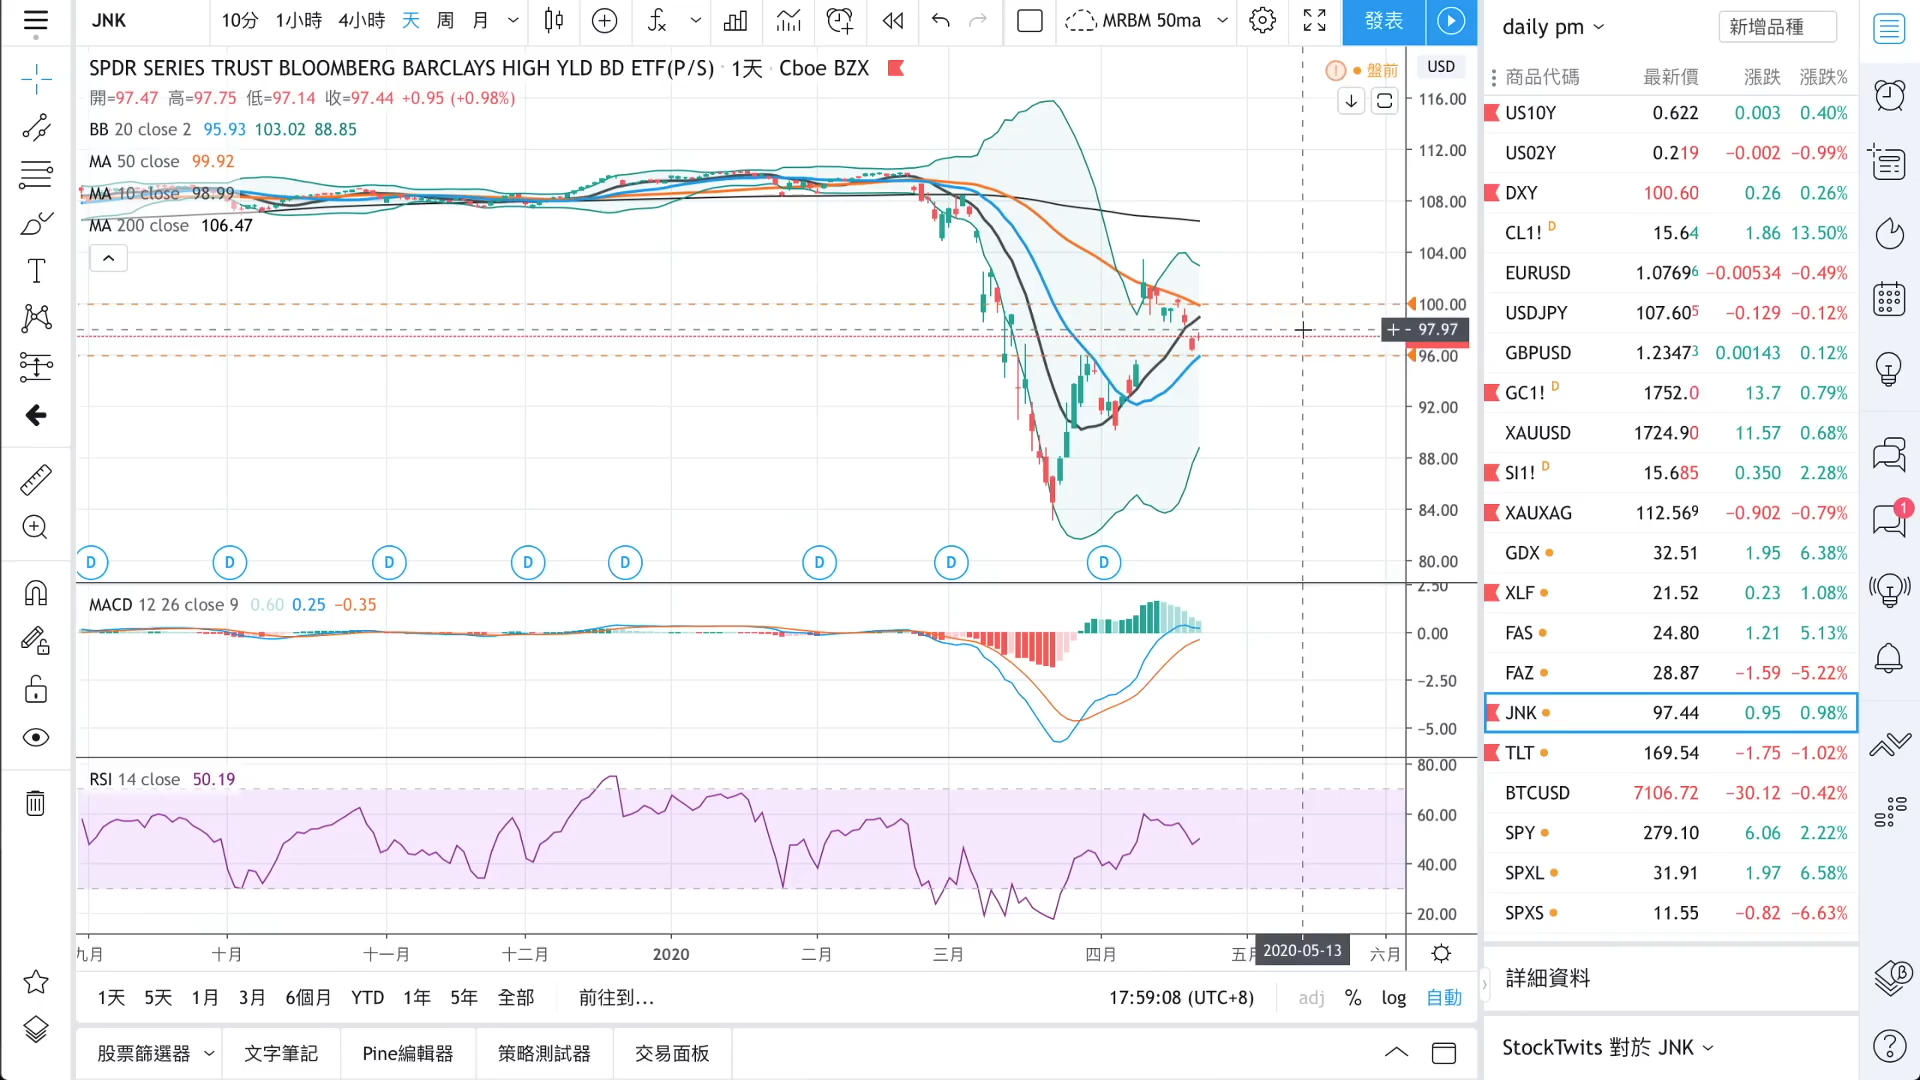 JNK 10分 1小時 4小時 天 周 月 MRBM 50ma 發表
SPDR SERIES TRUST BLOOMBERG BARCLAYS HIGH YLD BD ETF(P/S) · 1天 · Cboe BZX
盤前
USD
開=97.47 高=97.75 低=97.14 收=97.44 +0.95 (+0.98%)
BB 20 close 2 95.93 103.02 88.85
MA 50 close 99.92
MA 10 close 98.99
MA 200 close 106.47
116.00
112.00
108.00
104.00
100.00
97.97
96.00
92.00
88.00
84.00
80.00
D D D D D D D D
MACD 12 26 close 9 0.60 0.25 −0.35
2.50
0.00
−2.50
−5.00
RSI 14 close 50.19
80.00
60.00
40.00
20.00
九月 十月 十一月 十二月 2020 二月 三月 四月 五月 2020-05-13 六月
1天 5天 1月 3月 6個月 YTD 1年 5年 全部 前往到... 17:59:08 (UTC+8) adj % log 自動
股票篩選器 文字筆記 Pine編輯器 策略測試器 交易面板
daily pm 新增品種
商品代碼 最新價 漲跌 漲跌%
US10Y 0.622 0.003 0.40%
US02Y 0.219 −0.002 −0.99%
DXY 100.60 0.26 0.26%
CL1! D 15.64 1.86 13.50%
EURUSD 1.07696 −0.00534 −0.49%
USDJPY 107.605 −0.129 −0.12%
GBPUSD 1.23473 0.00143 0.12%
GC1! D 1752.0 13.7 0.79%
XAUUSD 1724.90 11.57 0.68%
SI1! D 15.685 0.350 2.28%
XAUXAG 112.569 −0.902 −0.79%
GDX 32.51 1.95 6.38%
XLF 21.52 0.23 1.08%
FAS 24.80 1.21 5.13%
FAZ 28.87 −1.59 −5.22%
JNK 97.44 0.95 0.98%
TLT 169.54 −1.75 −1.02%
BTCUSD 7106.72 −30.12 −0.42%
SPY 279.10 6.06 2.22%
SPXL 31.91 1.97 6.58%
SPXS 11.55 −0.82 −6.63%
詳細資料
StockTwits 對於 JNK
1
β